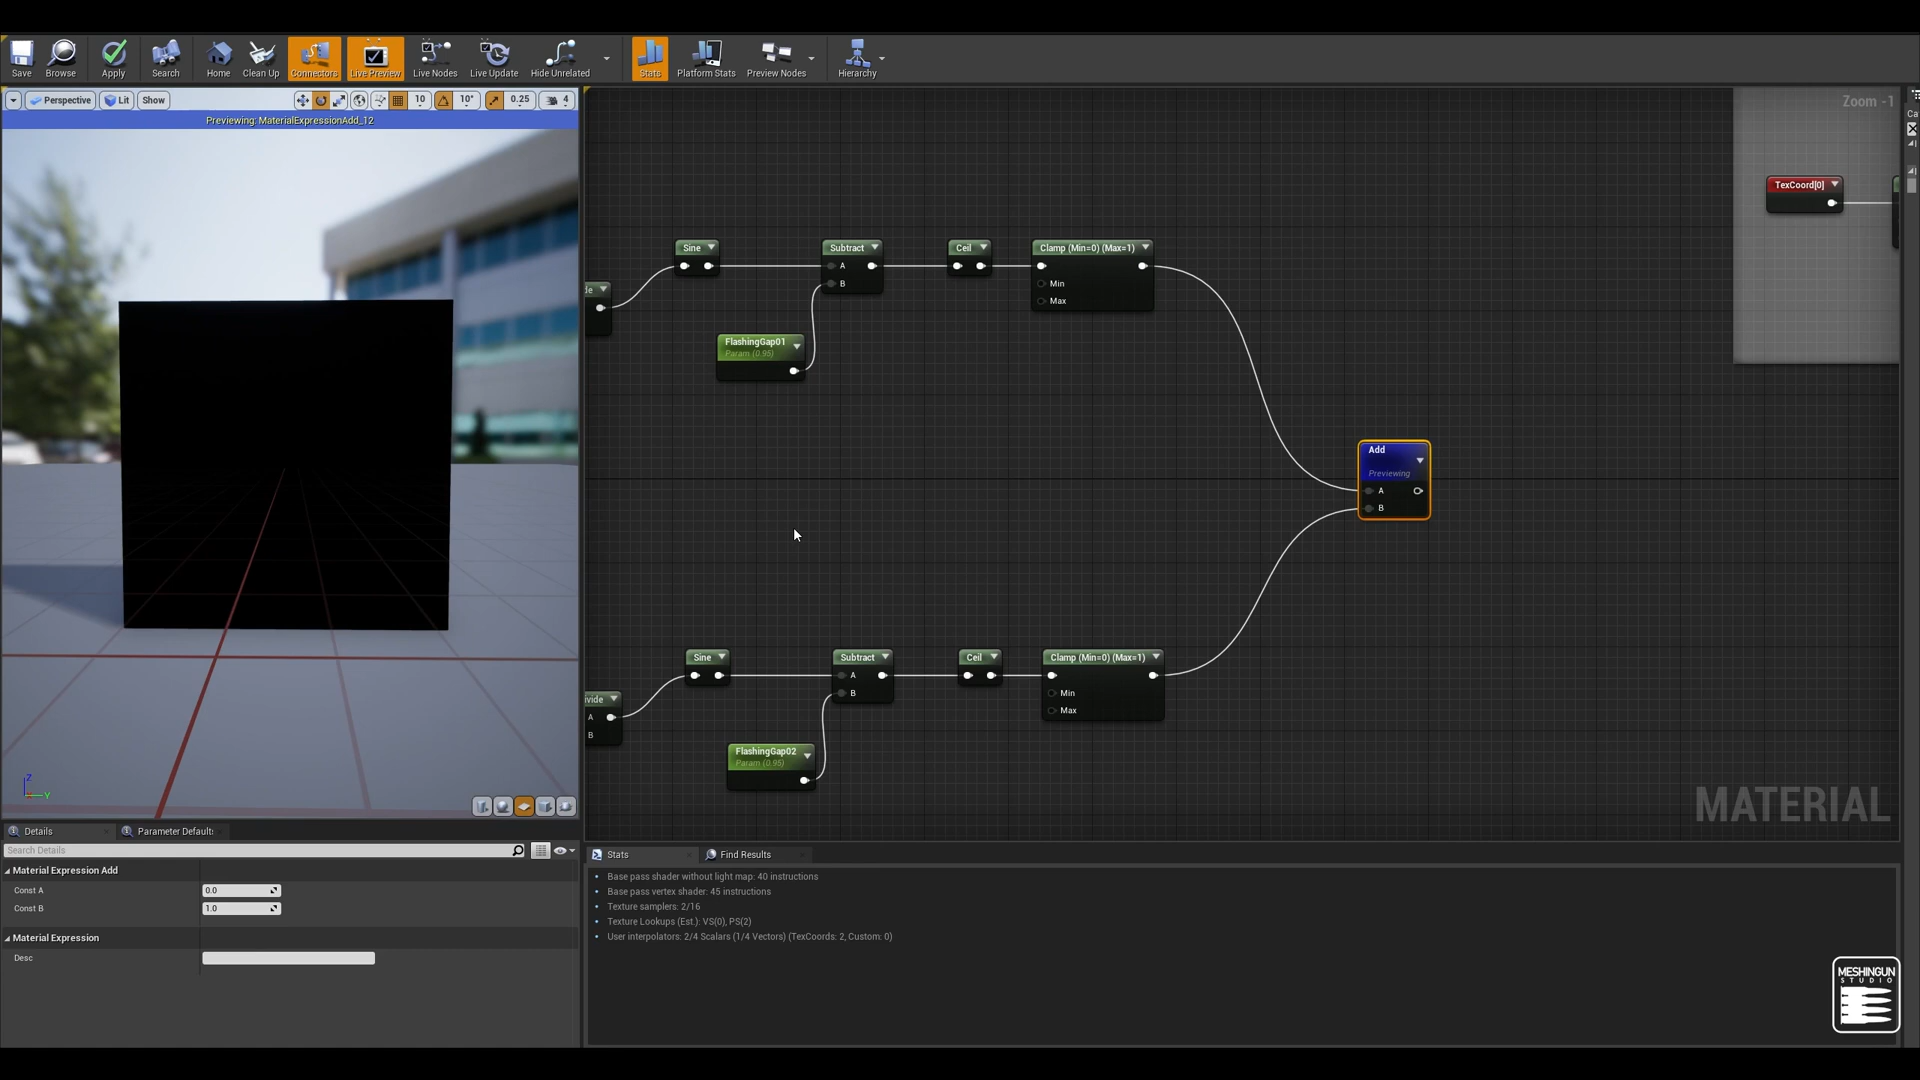 Save
Browse
Apply
Search
Home
Clean Up
Connectors
Live Preview
Live Nodes
Live Update
Hide Unrelated
Stats
Platform Stats
Preview Nodes
Hierarchy
Perspective
Lit
Show
10
10°
0.25
4
Previewing: MaterialExpressionAdd_12
Zoom -1
Ca
TexCoord[0]
Sine
Subtract
A
B
Ceil
Clamp (Min=0) (Max=1)
Min
Max
de
FlashingGap01
Param (0.95)
Add
Previewing
A
B
Sine
Subtract
A
B
Ceil
Clamp (Min=0) (Max=1)
Min
Max
vide
A
B
FlashingGap02
Param (0.95)
MATERIAL
Z
Y
Details
Parameter Default
Search Details
Material Expression Add
Const A
0.0
Const B
1.0
Material Expression
Desc
Stats
Find Results
Base pass shader without light map: 40 instructions
Base pass vertex shader: 45 instructions
Texture samplers: 2/16
Texture Lookups (Est.): VS(0), PS(2)
User interpolators: 2/4 Scalars (1/4 Vectors) (TexCoords: 2, Custom: 0)
MESHINGUN
STUDIO